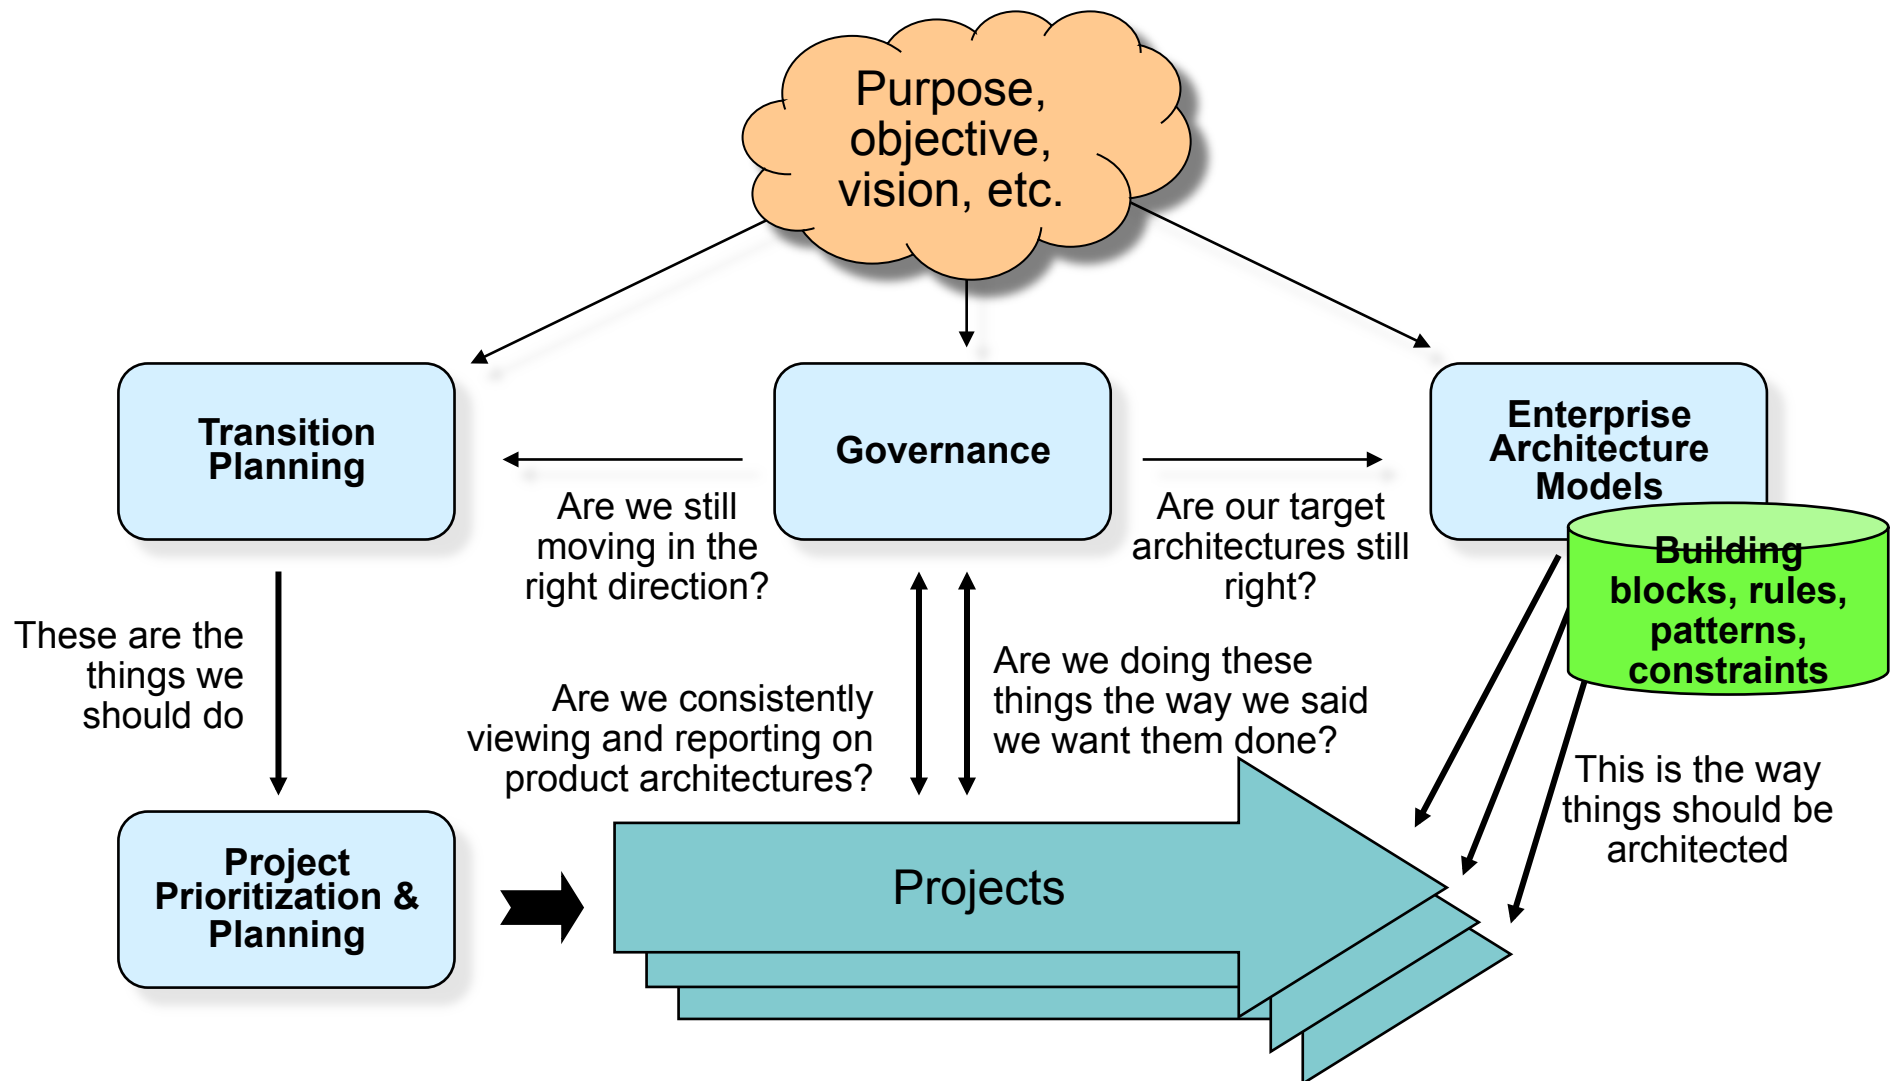 Purpose,
objective,
vision, etc.
Transition
Planning
Governance
Enterprise
Architecture
Models
Are we still
moving in the
right direction?
Are our target
architectures still
right?
Building
blocks, rules,
patterns,
constraints
These are the
things we
should do
Are we consistently
viewing and reporting on
product architectures?
Are we doing these
things the way we said
we want them done?
This is the way
things should be
architected
Project
Prioritization &
Planning
Projects